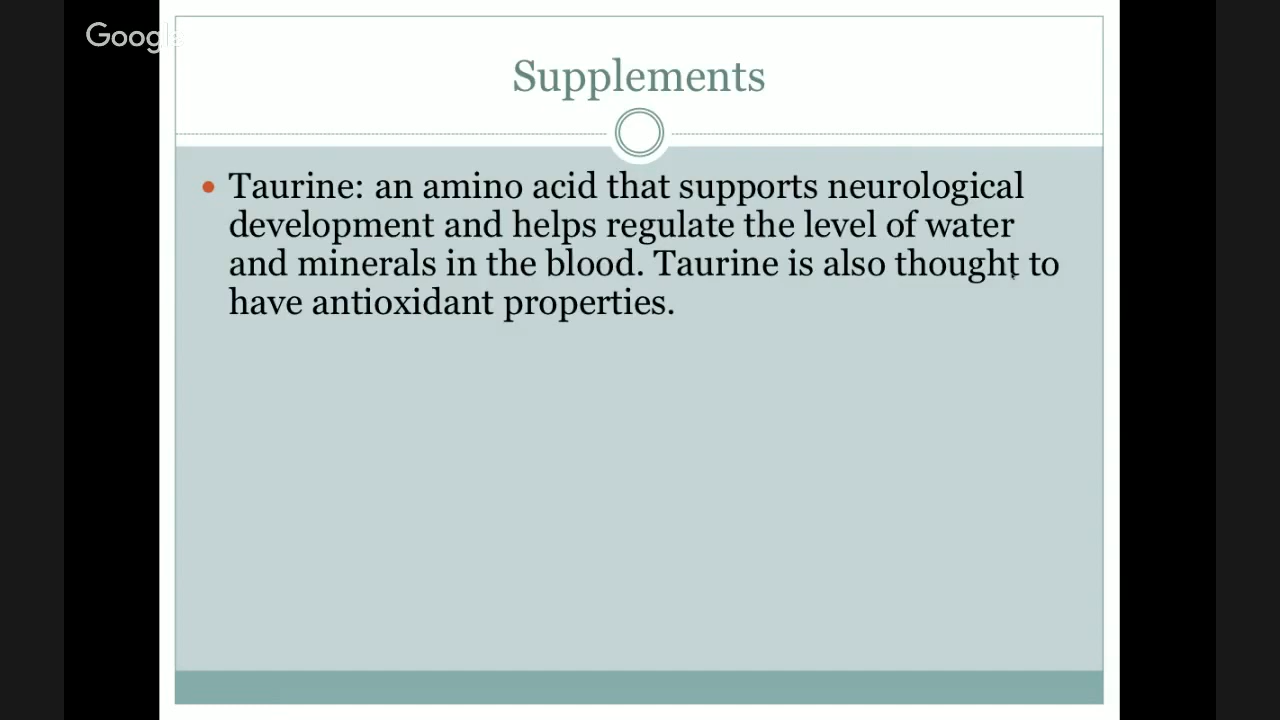 Google
Supplements
• Taurine: an amino acid that supports neurological
development and helps regulate the level of water
and minerals in the blood. Taurine is also thought to
have antioxidant properties.